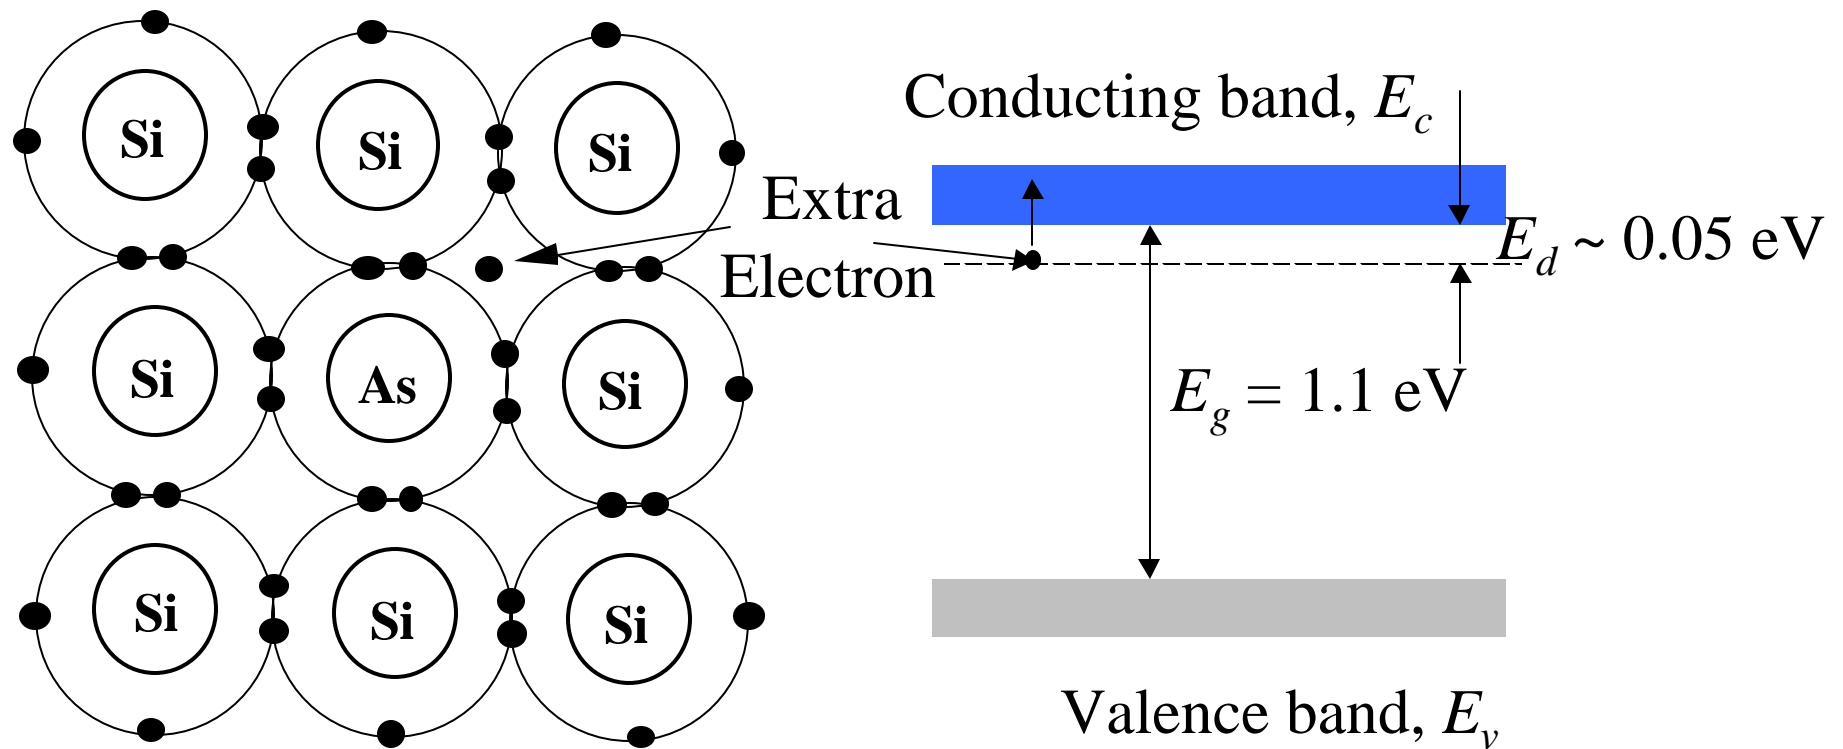 Si Si Si
Si As Si
Si Si Si
Extra
Electron
Conducting band, E_c
E_d ~ 0.05 eV
E_g = 1.1 eV
Valence band, E_v